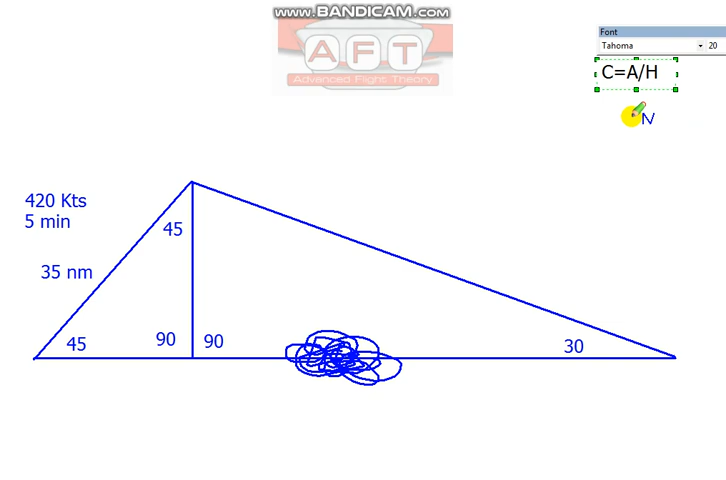 www.BANDICAM.com
AFT
Advanced Flight Theory
Font
Tahoma 20
C=A/H
N
420 Kts
5 min
45
35 nm
45
90
90
30